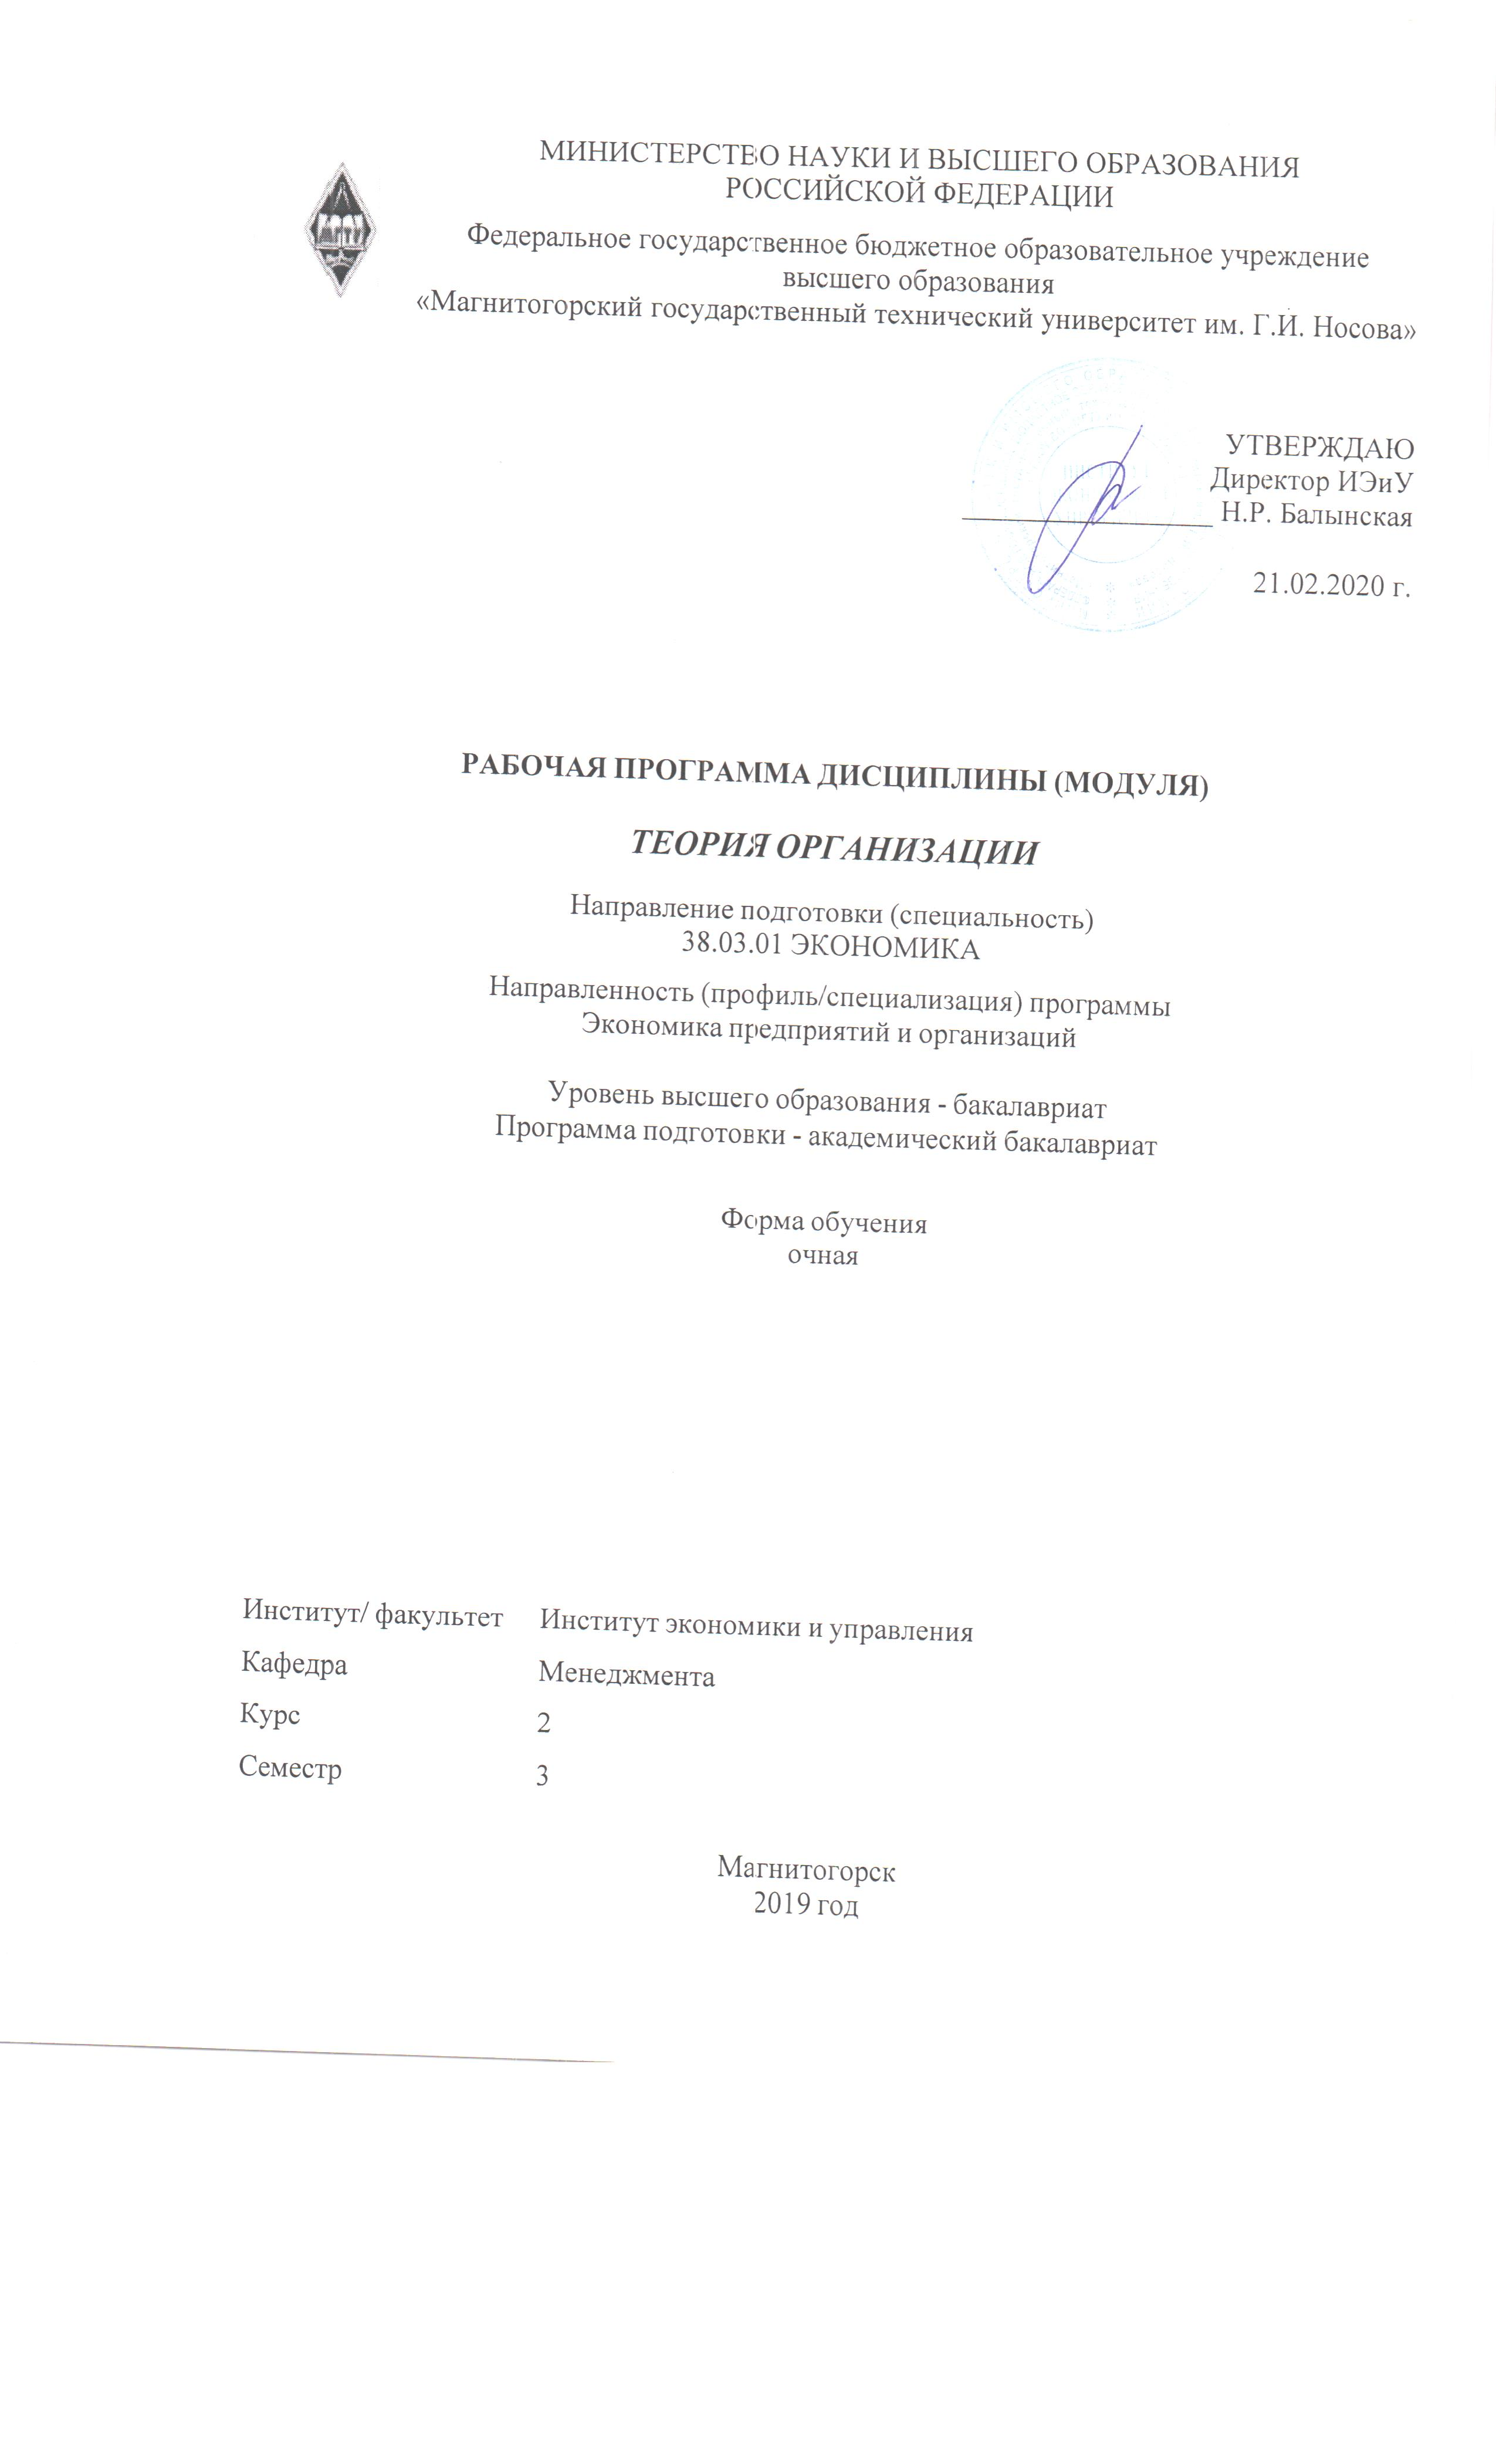 МИНИСТЕРСТВО НАУКИ И ВЫСШЕГО ОБРАЗОВАНИЯ
РОССИЙСКОЙ ФЕДЕРАЦИИ
Федеральное государственное бюджетное образовательное учреждение
высшего образования
«Магнитогорский государственный технический университет им. Г.И. Носова»
УТВЕРЖДАЮ
Директор ИЭиУ
Н.Р. Балынская
21.02.2020 г.
РАБОЧАЯ ПРОГРАММА ДИСЦИПЛИНЫ (МОДУЛЯ)
ТЕОРИЯ ОРГАНИЗАЦИИ
Направление подготовки (специальность)
38.03.01 ЭКОНОМИКА
Направленность (профиль/специализация) программы
Экономика предприятий и организаций
Уровень высшего образования - бакалавриат
Программа подготовки - академический бакалавриат
Форма обучения
очная
Институт/ факультет Институт экономики и управления
Кафедра Менеджмента
Курс 2
Семестр 3
Магнитогорск
2019 год